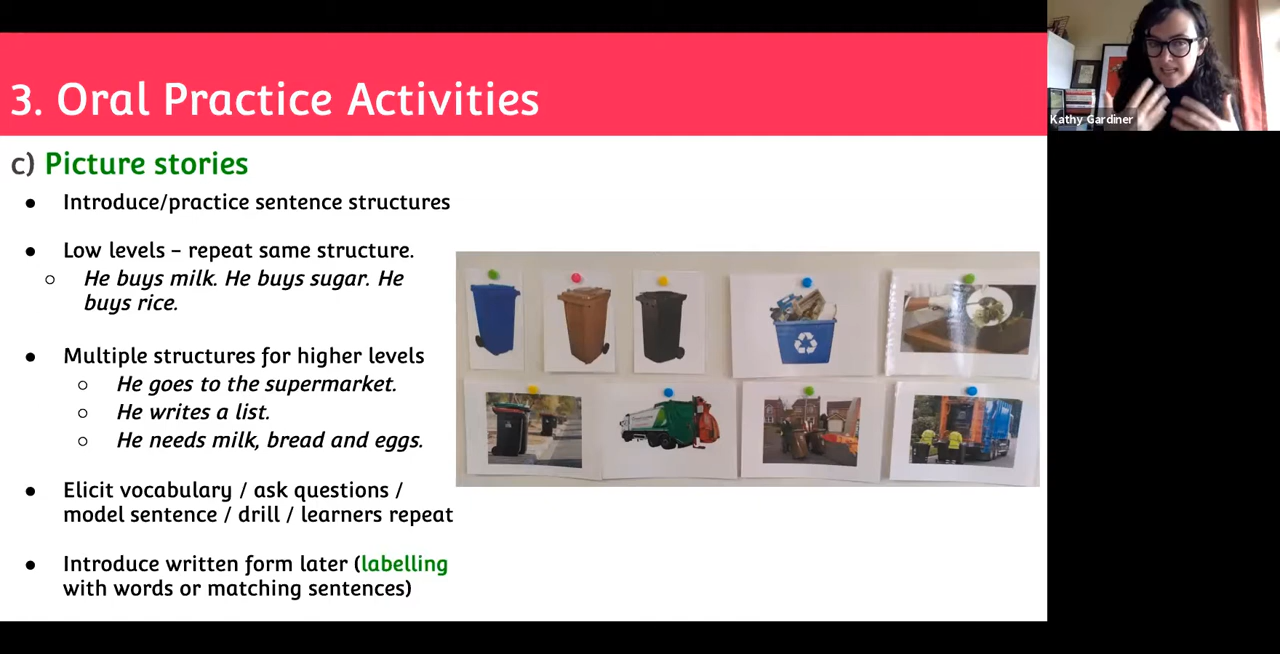 3. Oral Practice Activities
c) Picture stories
● Introduce/practice sentence structures
● Low levels – repeat same structure.
○ He buys milk. He buys sugar. He
buys rice.
● Multiple structures for higher levels
○ He goes to the supermarket.
○ He writes a list.
○ He needs milk, bread and eggs.
● Elicit vocabulary / ask questions /
model sentence / drill / learners repeat
● Introduce written form later (labelling
with words or matching sentences)
Kathy Gardiner